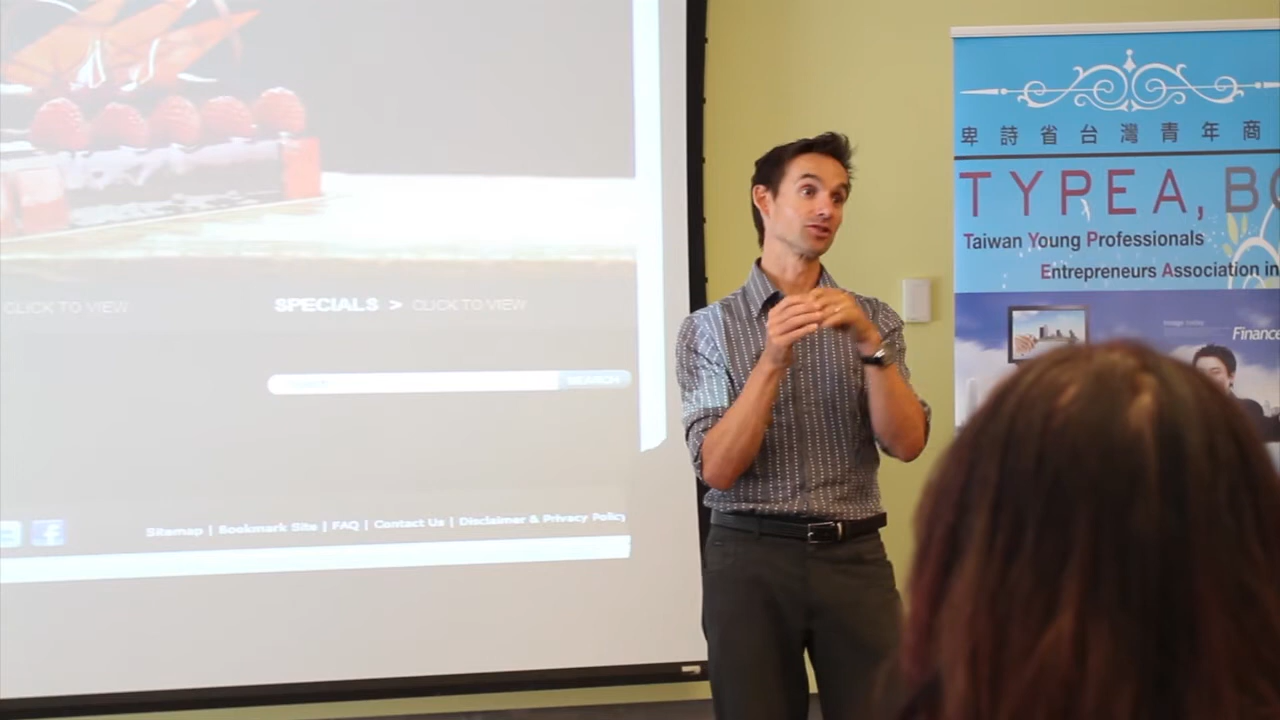 CLICK TO VIEW
SPECIALS > CLICK TO VIEW
SEARCH
Sitemap | Bookmark Site | FAQ | Contact Us | Disclaimer & Privacy Policy
卑詩省台灣青年商
TYPEA, BC
Taiwan Young Professionals
Entrepreneurs Association in
Finance